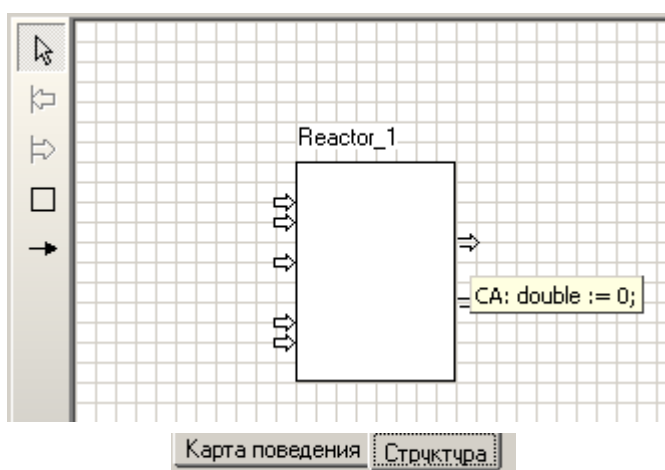 Reactor_1
CA: double := 0;
Карта поведения
Структура